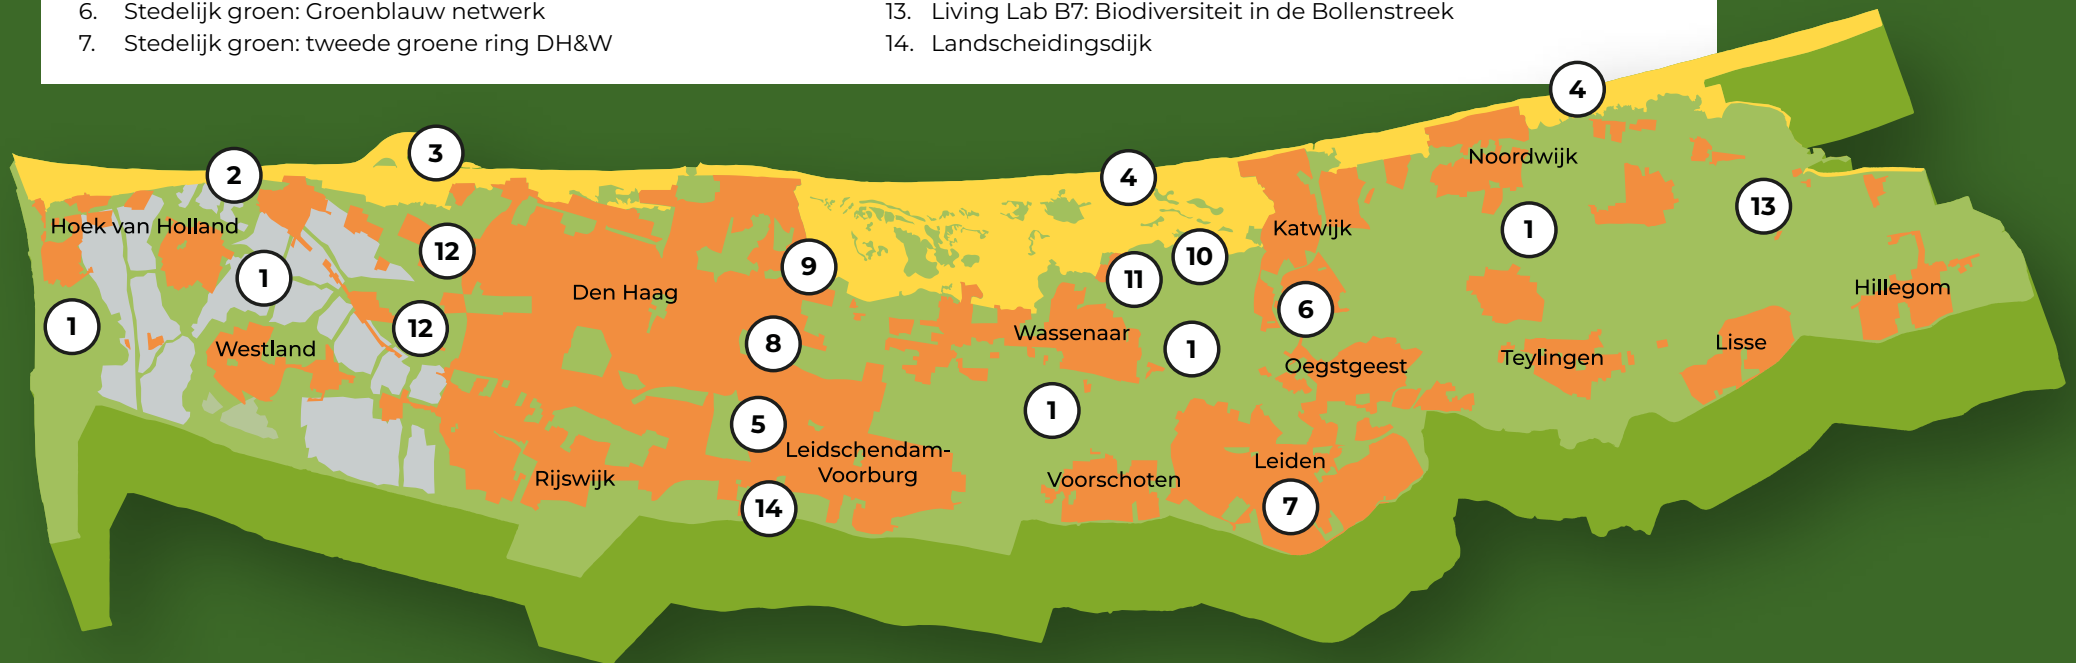 6. Stedelijk groen: Groenblauw netwerk
7. Stedelijk groen: tweede groene ring DH&W
13. Living Lab B7: Biodiversiteit in de Bollenstreek
14. Landscheidingsdijk
4
3
2
4
Noordwijk
13
Hoek van Holland
1
Katwijk
12
10
9
1
11
Hillegom
Den Haag
6
1
12
Wassenaar
8
Westland
1
Lisse
Teylingen
Oegstgeest
1
5
Leidschendam-
Voorburg
Leiden
Rijswijk
Voorschoten
14
7